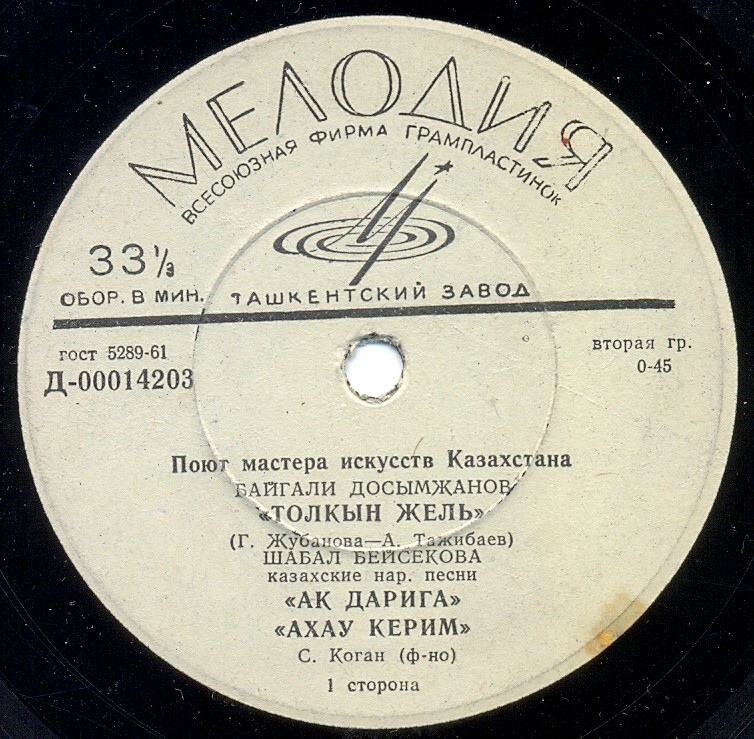 МЕЛОДИЯ
ВСЕСОЮЗНАЯ ФИРМА ГРАМПЛАСТИНОК
33⅓
ОБОР. В МИН. ТАШКЕНТСКИЙ ЗАВОД
гост 5289-61
Д-00014203
вторая гр.
0-45
Поют мастера искусств Казахстана
БАЙГАЛИ ДОСЫМЖАНОВ
«ТОЛКЫН ЖЕЛЬ»
(Г. Жубанова—А. Тажибаев)
ШАБАЛ БЕЙСЕКОВА
казахские нар. песни
«АК ДАРИГА»
«АХАУ КЕРИМ»
С. Коган (ф-но)
1 сторона